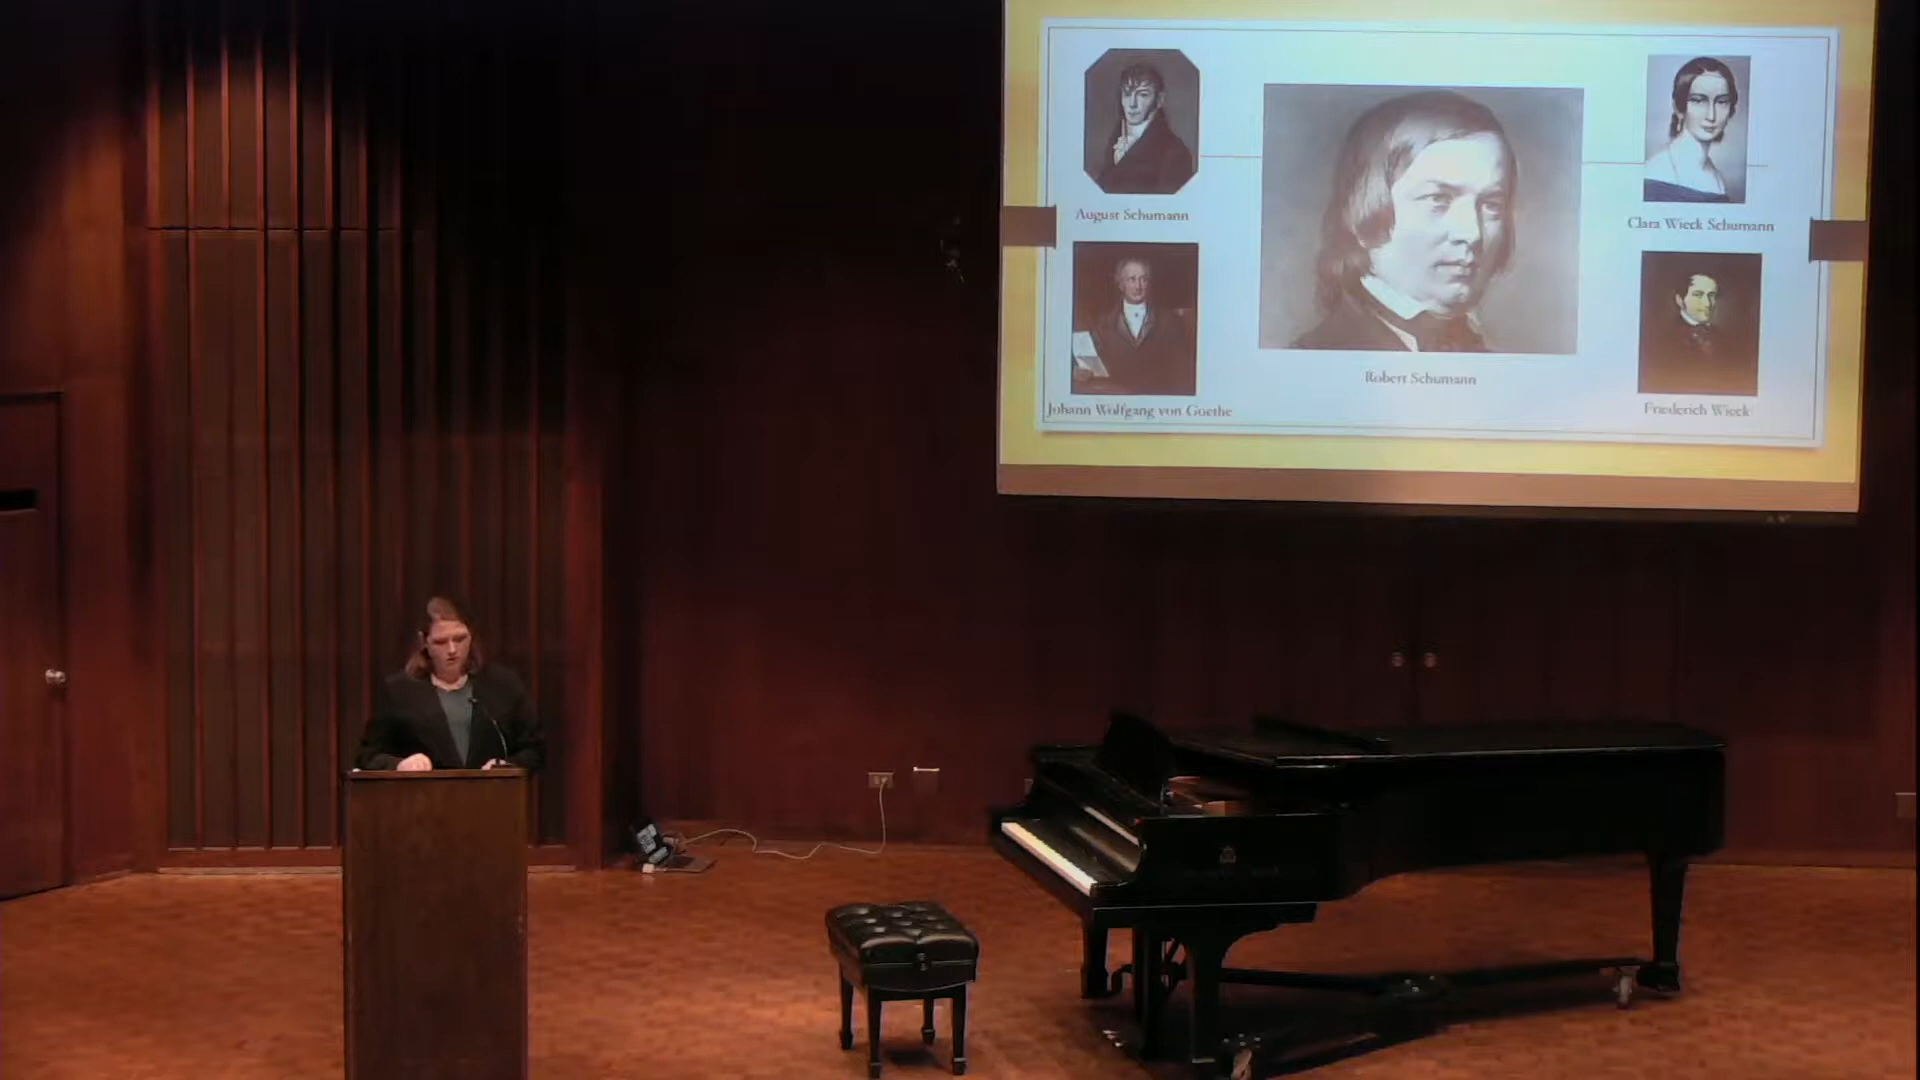 August Schumann
Clara Wieck Schumann
Robert Schumann
Johann Wolfgang von Goethe
Friederich Wieck